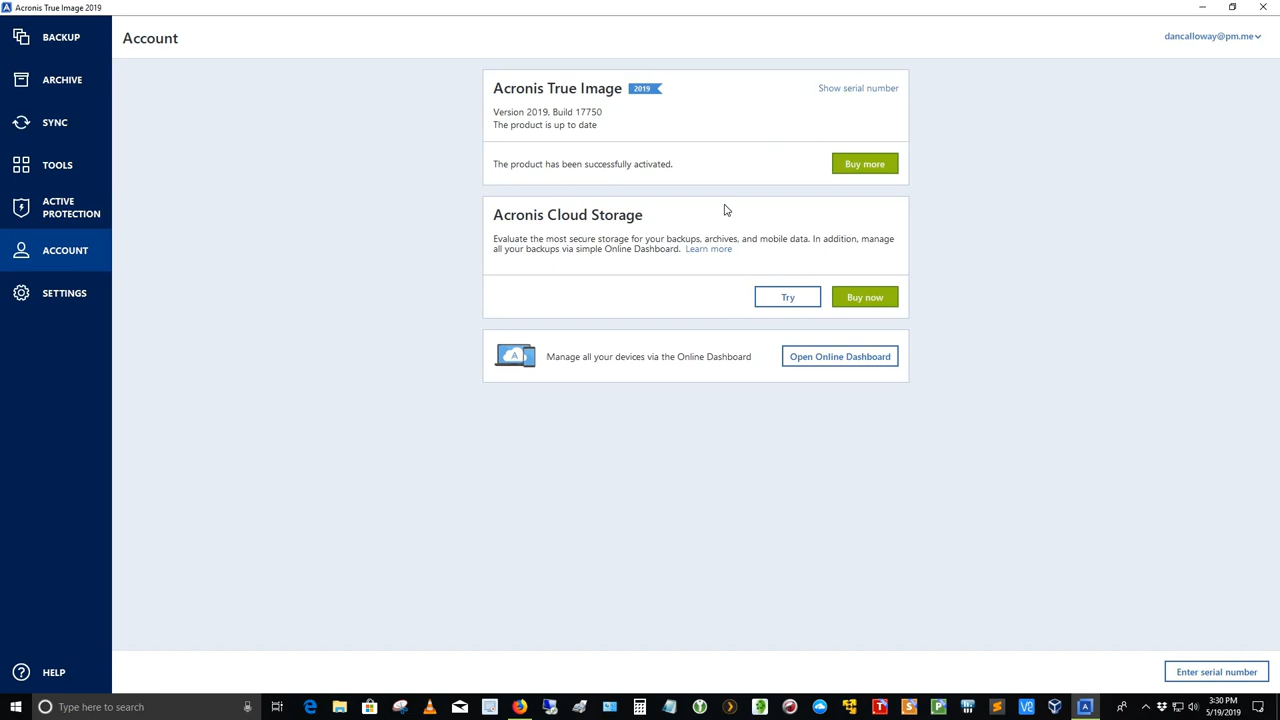 Acronis True Image 2019
BACKUP
ARCHIVE
SYNC
TOOLS
ACTIVE
PROTECTION
ACCOUNT
SETTINGS
HELP
Account
dancalloway@pm.me
Acronis True Image 2019
Show serial number
Version 2019, Build 17750
The product is up to date
The product has been successfully activated.
Buy more
Acronis Cloud Storage
Evaluate the most secure storage for your backups, archives, and mobile data. In addition, manage
all your backups via simple Online Dashboard. Learn more
Try
Buy now
Manage all your devices via the Online Dashboard
Open Online Dashboard
Enter serial number
Type here to search
3:30 PM
5/19/2019